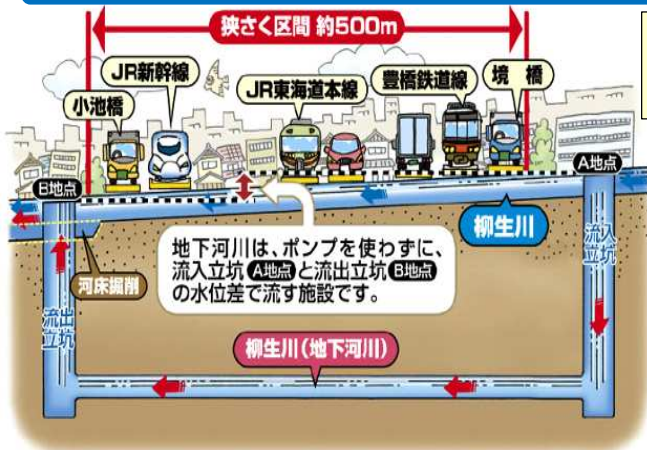 狭さく区間 約500m
JR新幹線
小池橋
JR東海道本線
豊橋鉄道線
境 橋
A地点
B地点
柳生川
流入立坑
地下河川は、ポンプを使わずに、
流入立坑 A地点 と流出立坑 B地点
の水位差で流す施設です。
河床掘削
流出立坑
柳生川(地下河川)